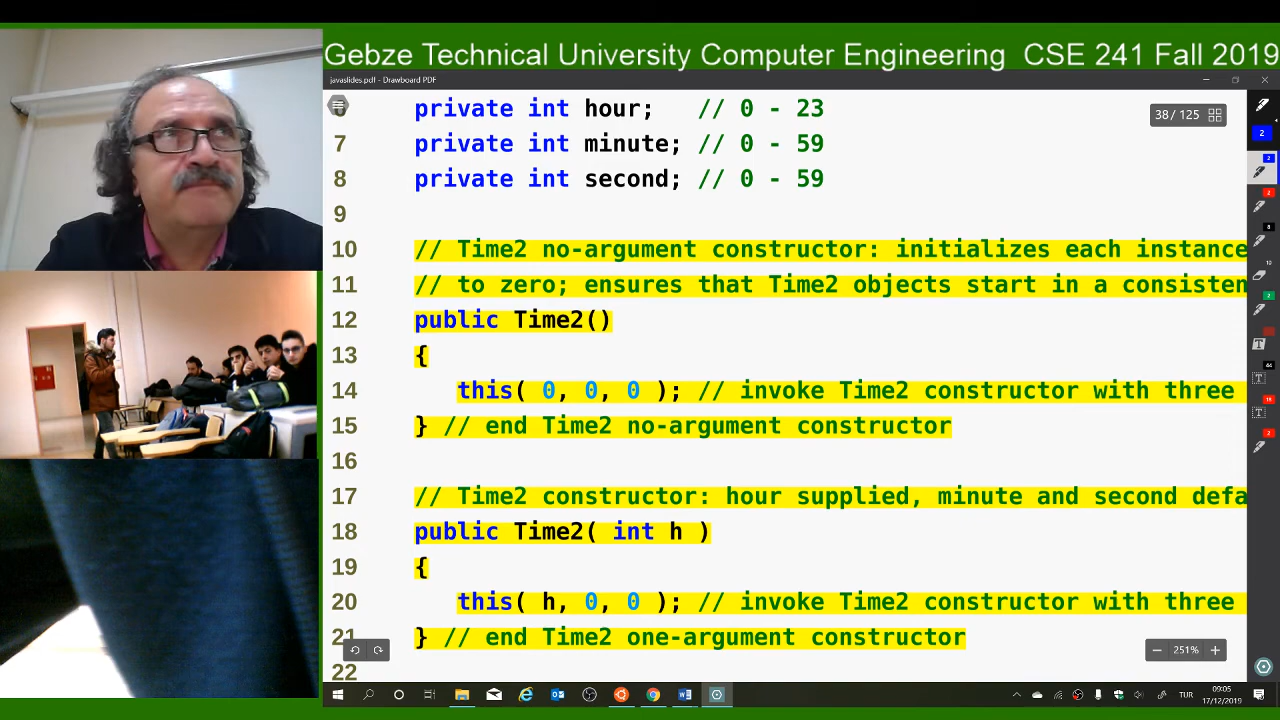 Gebze Technical University Computer Engineering  CSE 241 Fall 2019
javaslides.pdf - Drawboard PDF
38 / 125
private int hour;   // 0 - 23
7 private int minute; // 0 - 59
8 private int second; // 0 - 59
9
10 // Time2 no-argument constructor: initializes each instance
11 // to zero; ensures that Time2 objects start in a consisten
12 public Time2()
13 {
14 this( 0, 0, 0 ); // invoke Time2 constructor with three
15 } // end Time2 no-argument constructor
16
17 // Time2 constructor: hour supplied, minute and second defa
18 public Time2( int h )
19 {
20 this( h, 0, 0 ); // invoke Time2 constructor with three
21 } // end Time2 one-argument constructor
22
251%
TUR
09:05
17/12/2019